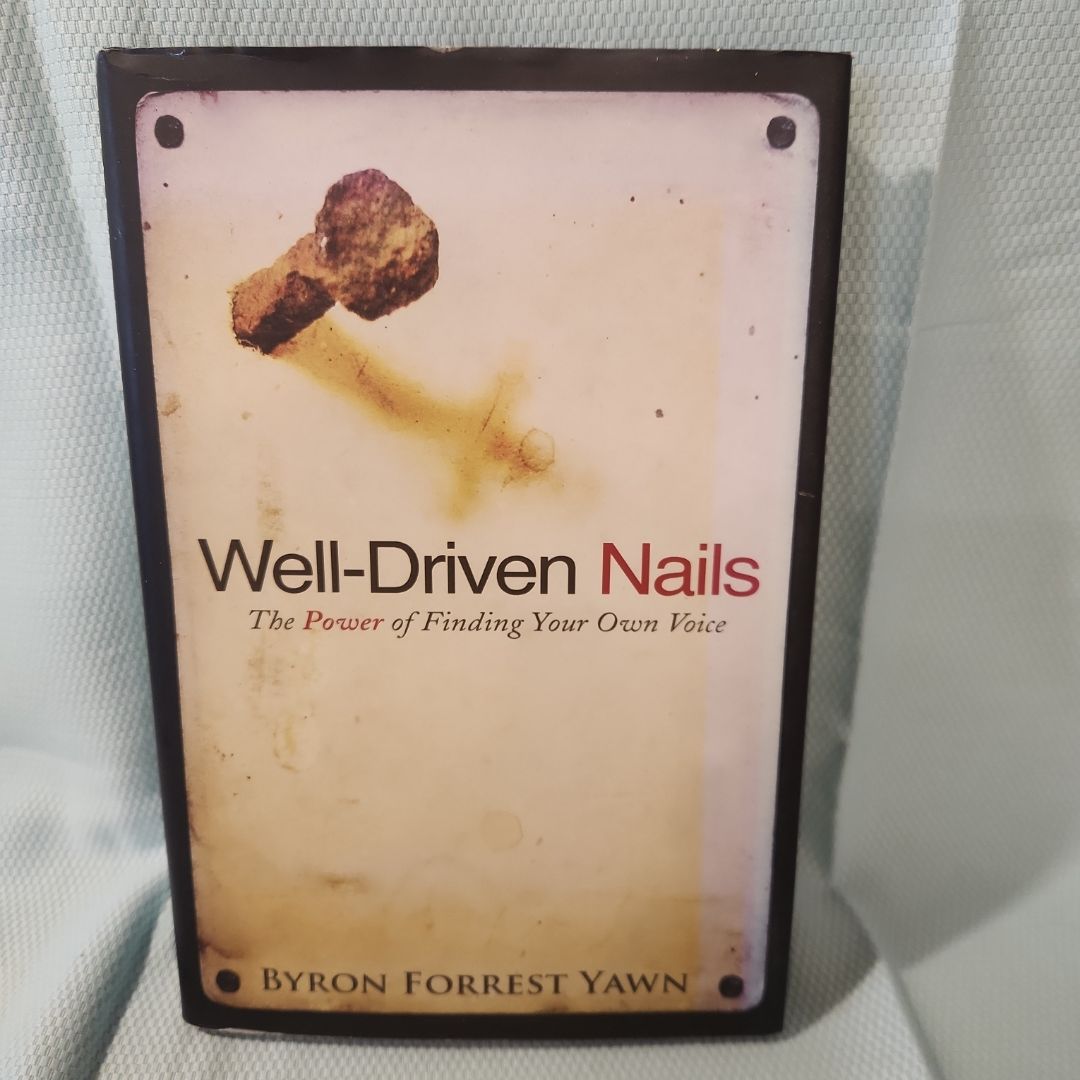 Well-Driven Nails
The Power of Finding Your Own Voice
BYRON FORREST YAWN